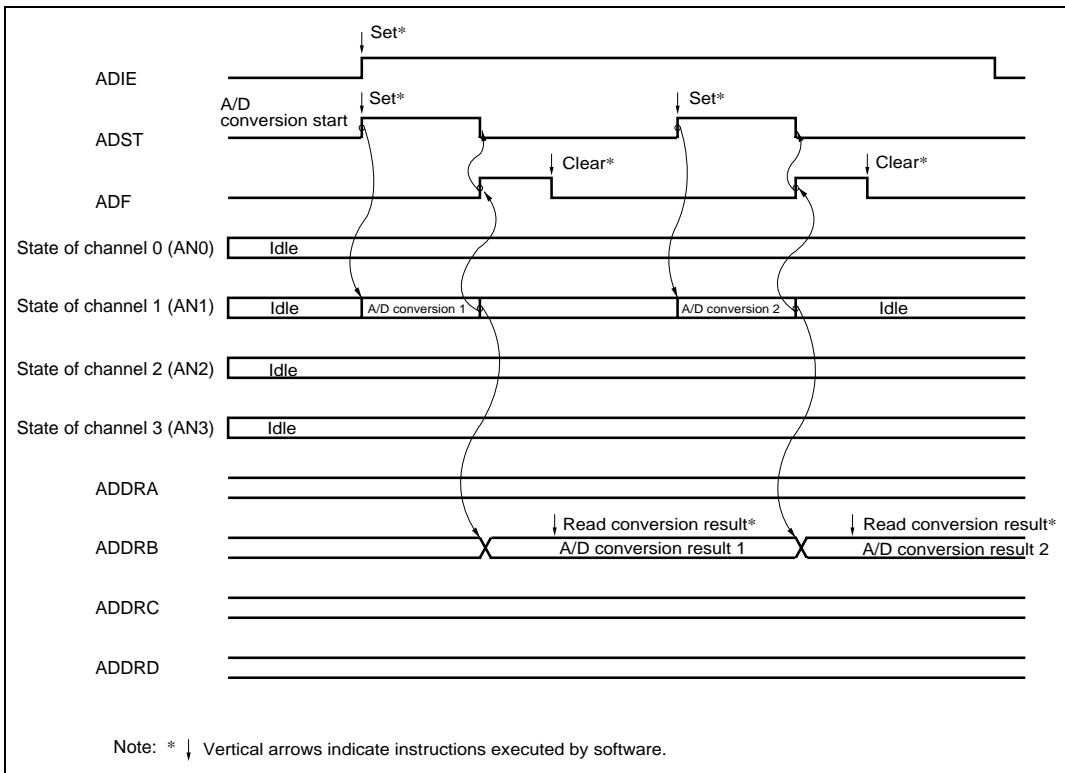 Set*
ADIE
A/D
conversion start
Set*
Set*
ADST
Clear*
Clear*
ADF
State of channel 0 (AN0)
Idle
State of channel 1 (AN1)
Idle
A/D conversion 1
A/D conversion 2
Idle
State of channel 2 (AN2)
Idle
State of channel 3 (AN3)
Idle
ADDRA
Read conversion result*
Read conversion result*
ADDRB
A/D conversion result 1
A/D conversion result 2
ADDRC
ADDRD
Note: * ↓ Vertical arrows indicate instructions executed by software.